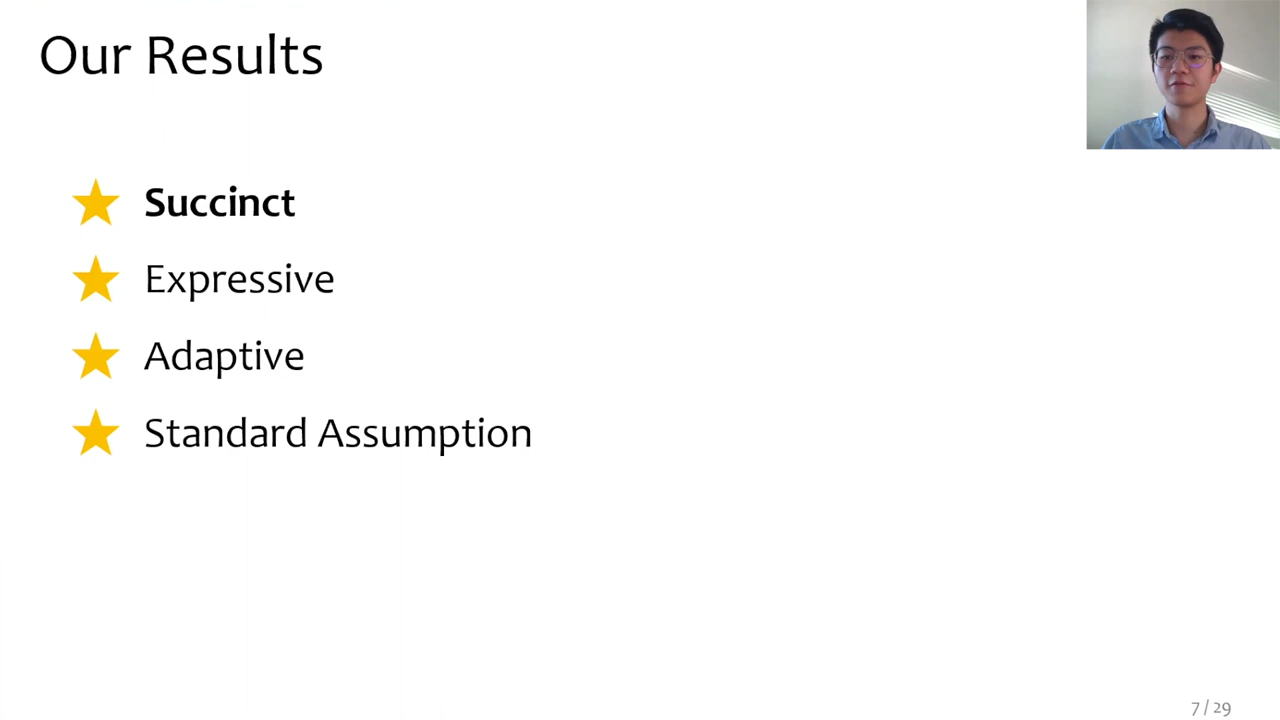 Our Results
Succinct
Expressive
Adaptive
Standard Assumption
7 / 29